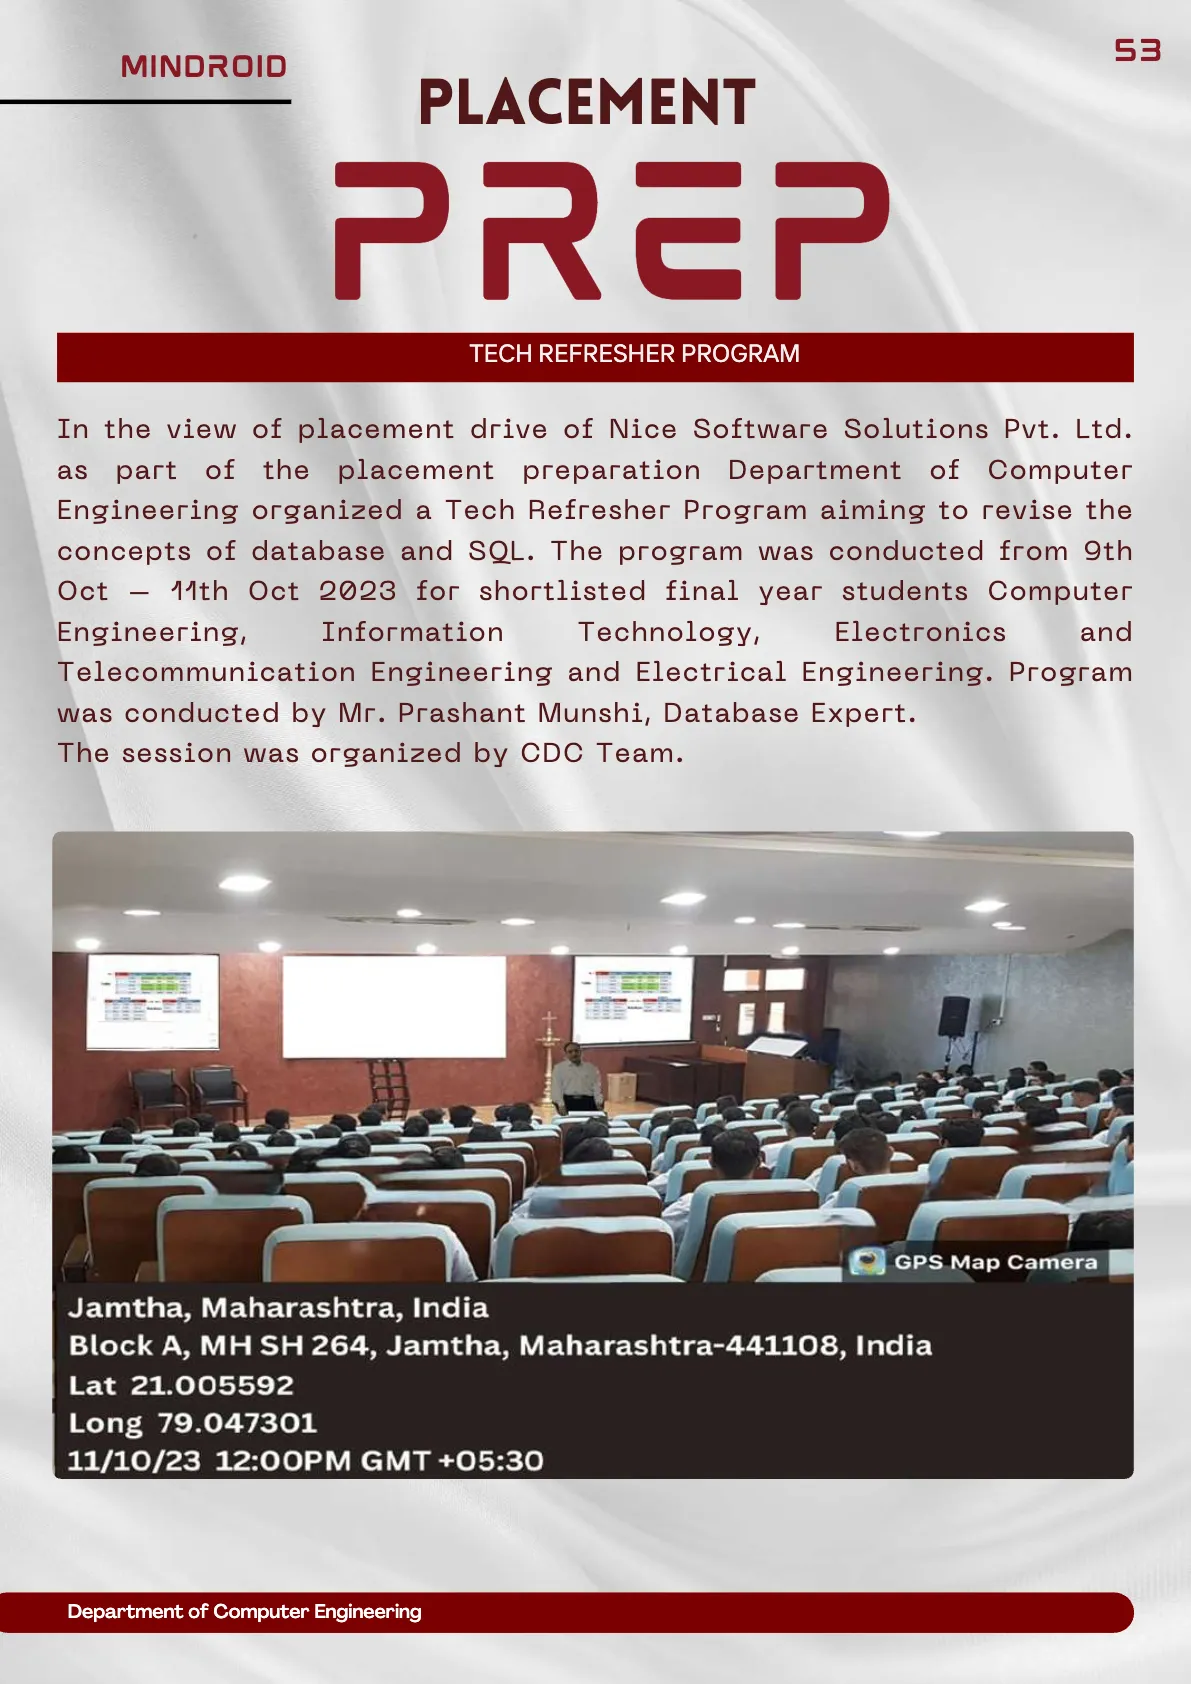 MINDROID
53
PLACEMENT
PREP
TECH REFRESHER PROGRAM
In the view of placement drive of Nice Software Solutions Pvt. Ltd.
as part of the placement preparation Department of Computer
Engineering organized a Tech Refresher Program aiming to revise the
concepts of database and SQL. The program was conducted from 9th
Oct – 11th Oct 2023 for shortlisted final year students Computer
Engineering, Information Technology, Electronics and
Telecommunication Engineering and Electrical Engineering. Program
was conducted by Mr. Prashant Munshi, Database Expert.
The session was organized by CDC Team.
GPS Map Camera
Jamtha, Maharashtra, India
Block A, MH SH 264, Jamtha, Maharashtra-441108, India
Lat 21.005592
Long 79.047301
11/10/23 12:00PM GMT +05:30
Department of Computer Engineering